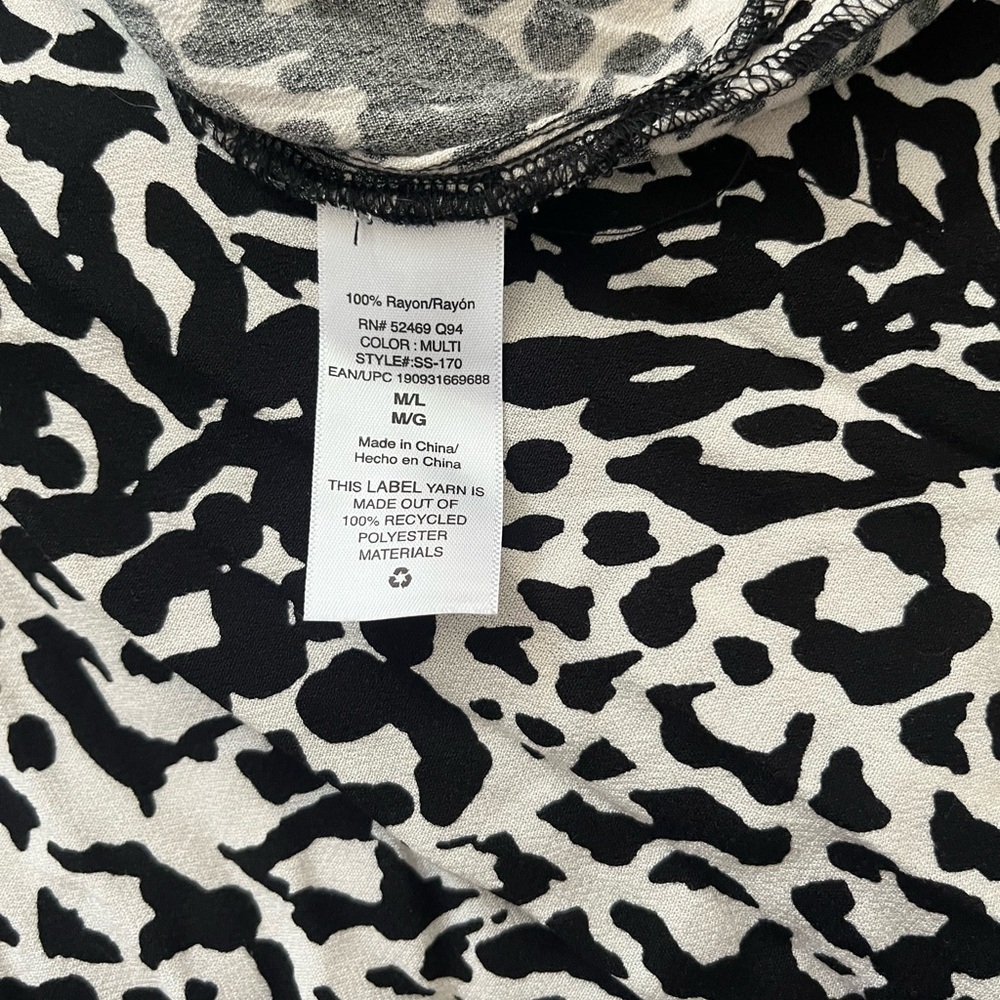 100% Rayon/Rayón
RN# 52469 Q94
COLOR : MULTI
STYLE#:SS-170
EAN/UPC 190931669688
M/L
M/G
Made in China/
Hecho en China
THIS LABEL YARN IS
MADE OUT OF
100% RECYCLED
POLYESTER
MATERIALS